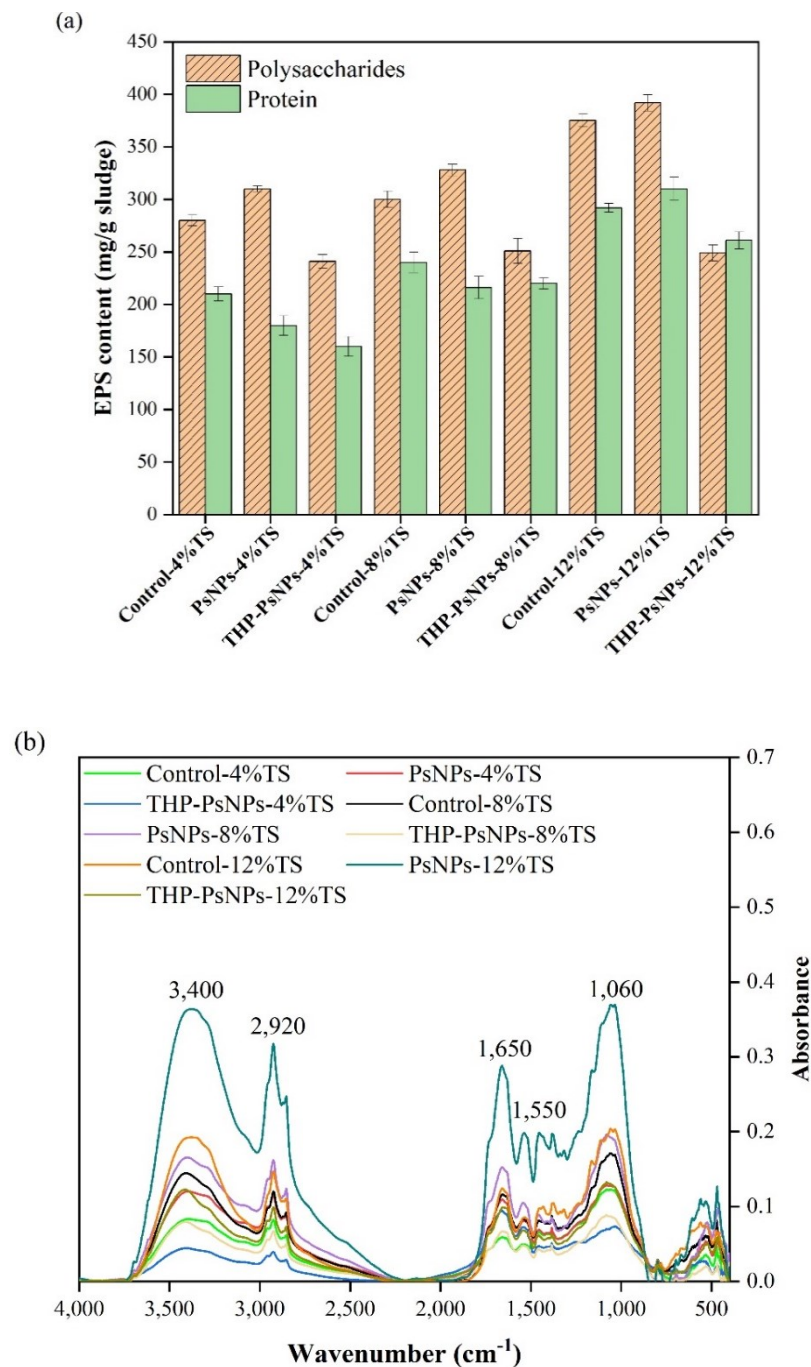 (a)
450
400
350
300
250
200
150
100
50
0
EPS content (mg/g sludge)
Polysaccharides
Protein
Control-4%TS
PsNPs-4%TS
THP-PsNPs-4%TS
Control-8%TS
PsNPs-8%TS
THP-PsNPs-8%TS
Control-12%TS
PsNPs-12%TS
THP-PsNPs-12%TS
(b)
Control-4%TS PsNPs-4%TS
THP-PsNPs-4%TS Control-8%TS
PsNPs-8%TS THP-PsNPs-8%TS
Control-12%TS PsNPs-12%TS
THP-PsNPs-12%TS
3,400
2,920
1,650
1,550
1,060
0.7
0.6
0.5
0.4
0.3
0.2
0.1
0.0
Absorbance
4,000 3,500 3,000 2,500 2,000 1,500 1,000 500
Wavenumber (cm⁻¹)